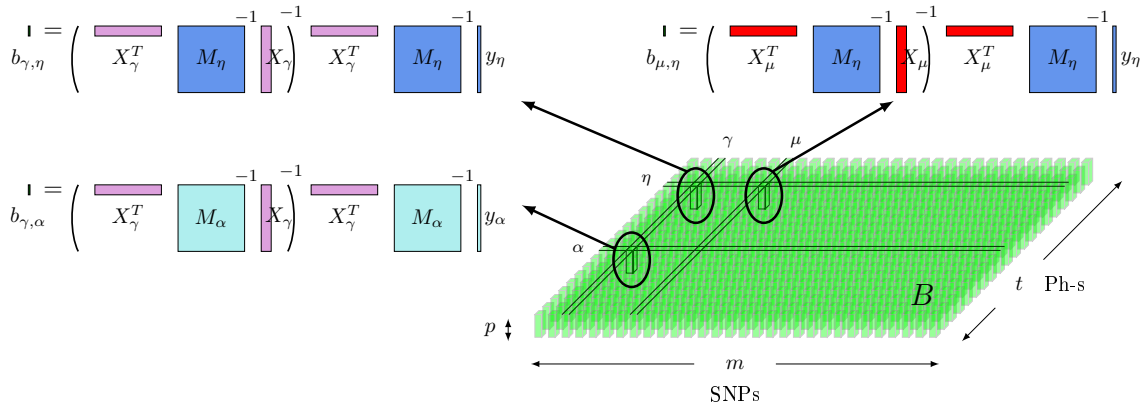 b_{γ,η} = ( X_γ^T M_η^{-1} X_γ )^{-1} X_γ^T M_η^{-1} y_η
b_{μ,η} = ( X_μ^T M_η^{-1} X_μ )^{-1} X_μ^T M_η^{-1} y_η
b_{γ,α} = ( X_γ^T M_α^{-1} X_γ )^{-1} X_γ^T M_α^{-1} y_α
γ μ
η
α
B
t Ph-s
p
m
SNPs